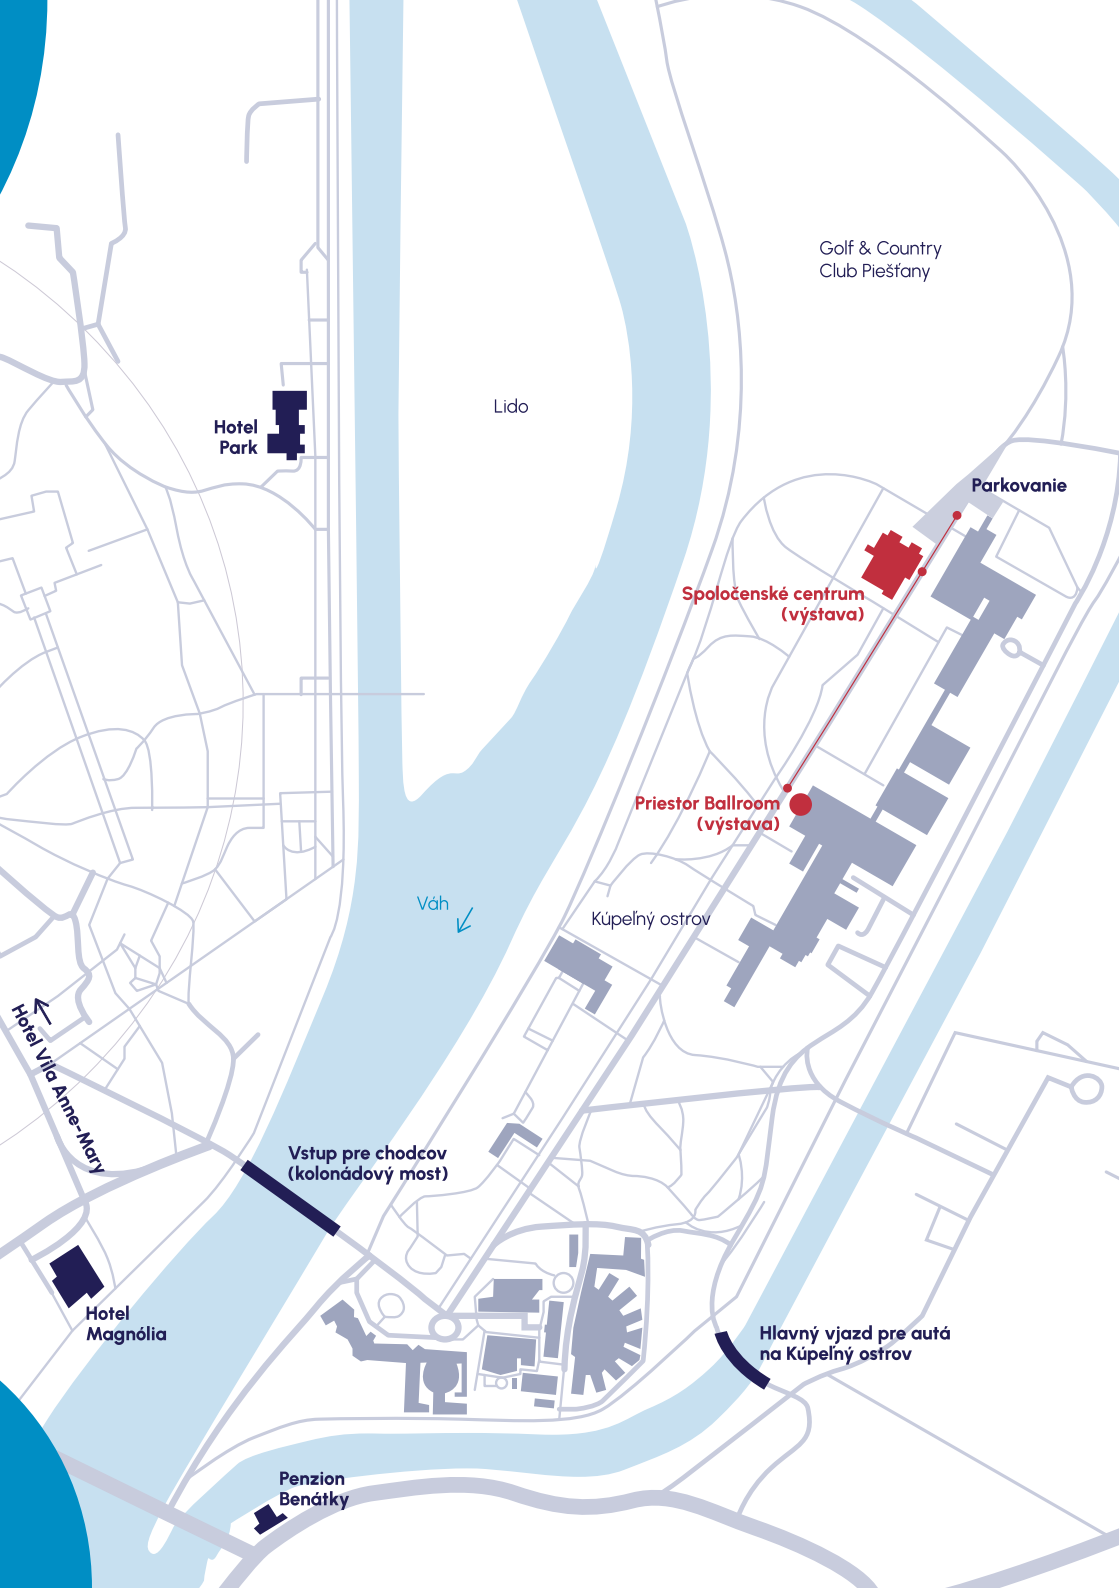 Golf & Country
Club Piešťany
Lido
Hotel
Park
Parkovanie
Spoločenské centrum
(výstava)
Priestor Ballroom
(výstava)
Váh
Kúpeľný ostrov
Hotel Vila Anne-Mary
Vstup pre chodcov
(kolonádový most)
Hotel
Magnólia
Hlavný vjazd pre autá
na Kúpeľný ostrov
Penzion
Benátky